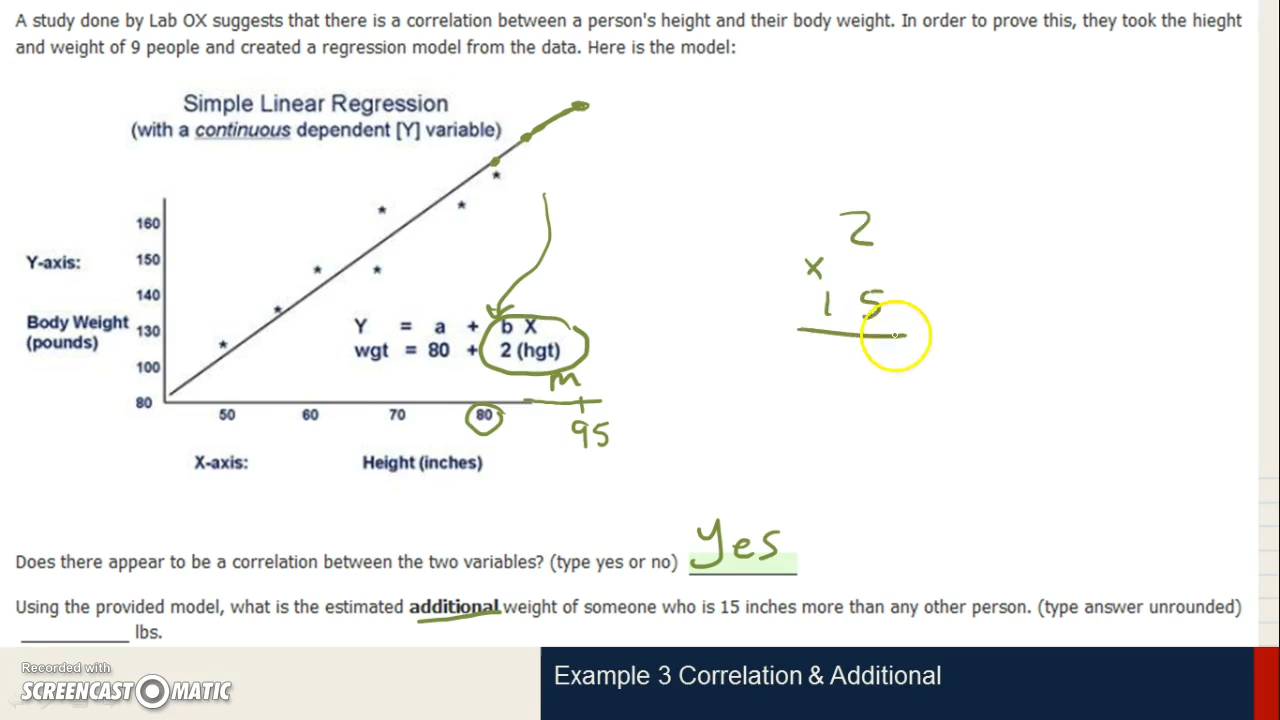 A study done by Lab OX suggests that there is a correlation between a person's height and their body weight. In order to prove this, they took the hieght
and weight of 9 people and created a regression model from the data. Here is the model:
Simple Linear Regression
(with a continuous dependent [Y] variable)
160
Y-axis:
150
140
Body Weight
(pounds)
130
100
80
Y = a + b X
wgt = 80 + 2 (hgt)
m
50 60 70 80
95
X-axis: Height (inches)
2
x
15
Does there appear to be a correlation between the two variables? (type yes or no) yes
Using the provided model, what is the estimated additional weight of someone who is 15 inches more than any other person. (type answer unrounded)
lbs.
Recorded with
SCREENCAST-O-MATIC
Example 3 Correlation & Additional